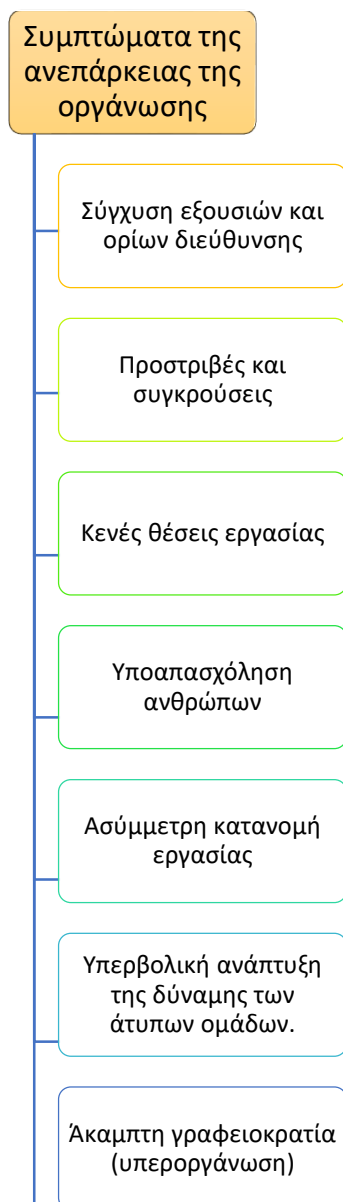 Συμπτώματα της
ανεπάρκειας της
οργάνωσης
Σύγχυση εξουσιών και
ορίων διεύθυνσης
Προστριβές και
συγκρούσεις
Κενές θέσεις εργασίας
Υποαπασχόληση
ανθρώπων
Ασύμμετρη κατανομή
εργασίας
Υπερβολική ανάπτυξη
της δύναμης των
άτυπων ομάδων.
Άκαμπτη γραφειοκρατία
(υπεροργάνωση)